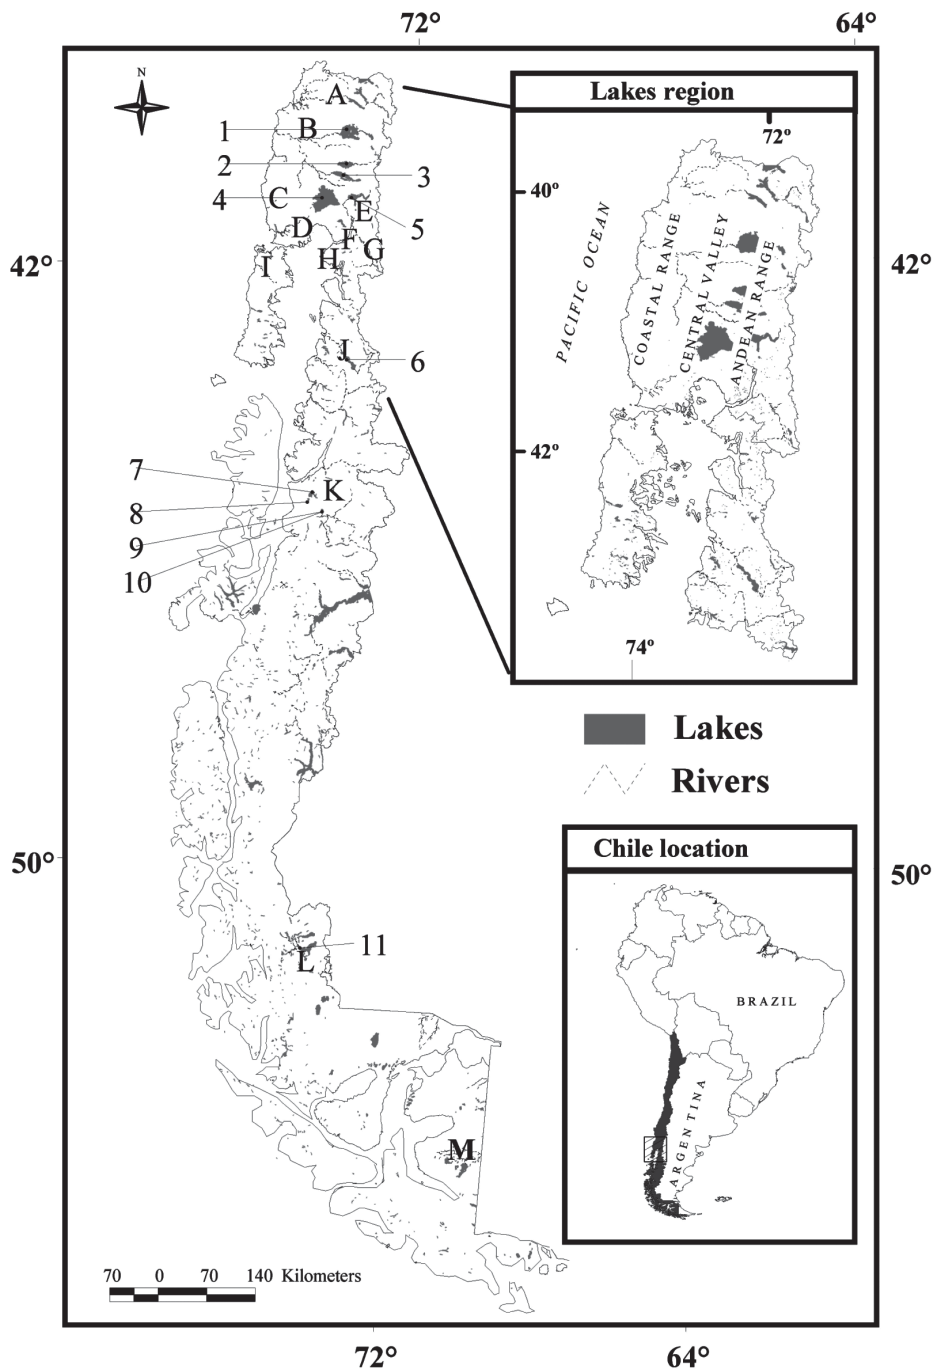 72° 64°
N
A
B
1
2
3
4 C
E
5
D
F
G
H
I
42° 42°
J
6
7
K
8
9
10
50° 50°
11
L
M
70 0 70 140 Kilometers
72° 64°
Lakes region
72°
40°
PACIFIC OCEAN
COASTAL RANGE
CENTRAL VALLEY
ANDEAN RANGE
42°
74°
Lakes
Rivers
Chile location
BRAZIL
ARGENTINA